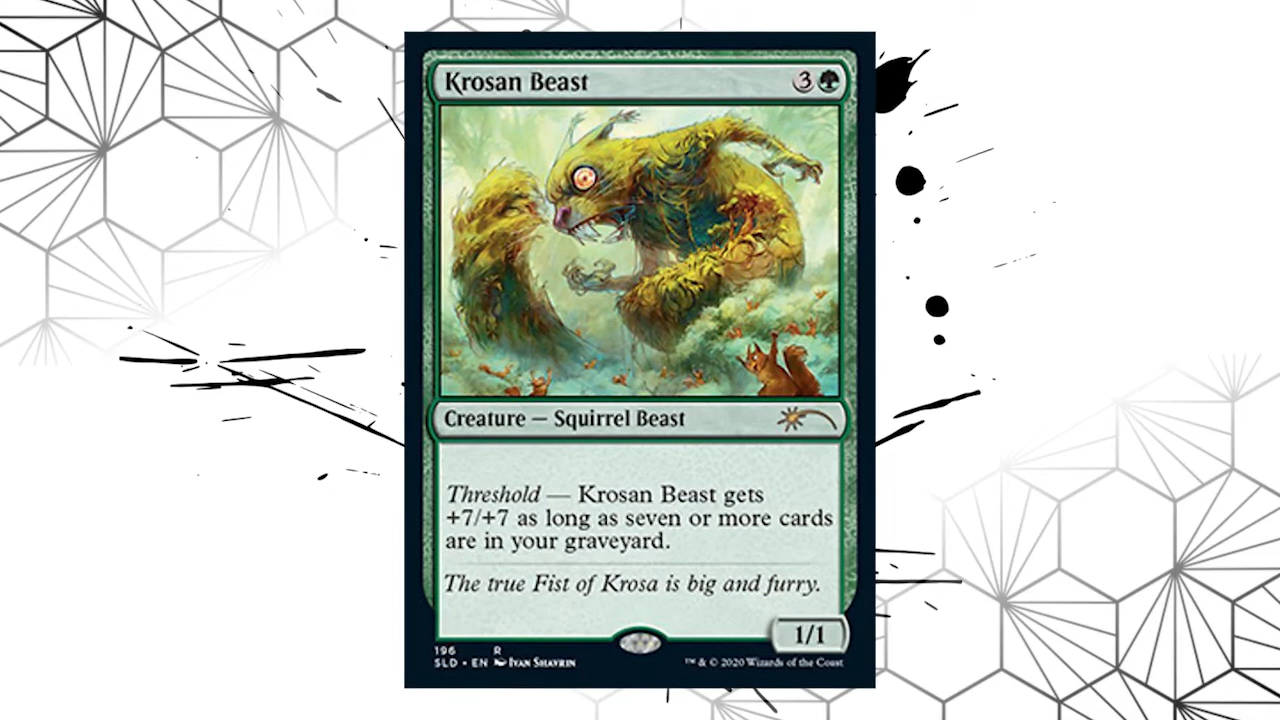 Krosan Beast 3
Creature — Squirrel Beast
Threshold — Krosan Beast gets
+7/+7 as long as seven or more cards
are in your graveyard.
The true Fist of Krosa is big and furry.
1/1
196 R
SLD • EN Ivan Shavrin
™ & © 2020 Wizards of the Coast